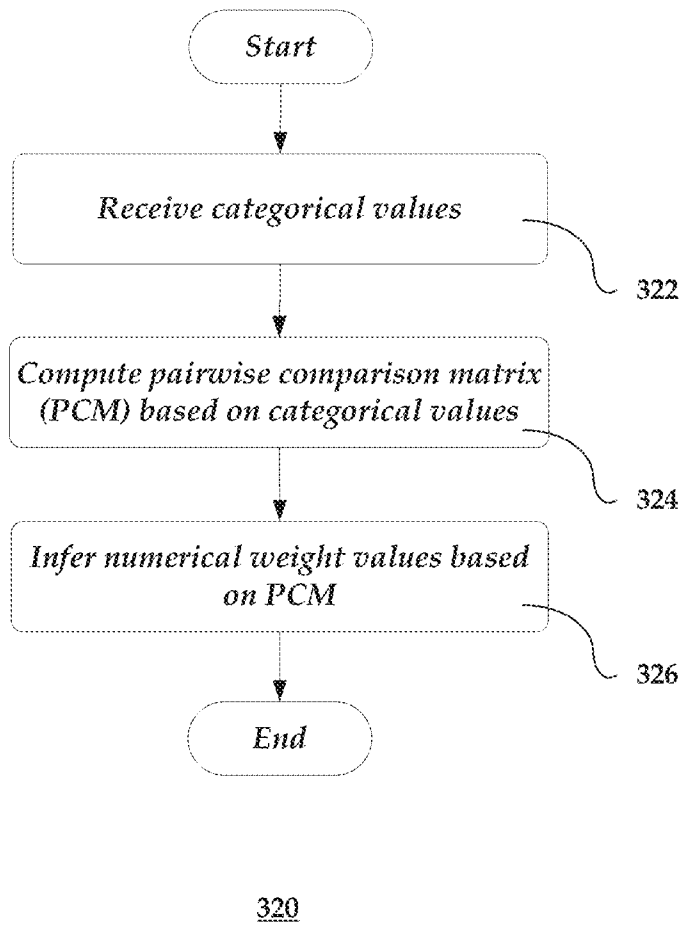 Start
Receive categorical values
322
Compute pairwise comparison matrix
(PCM) based on categorical values
324
Infer numerical weight values based
on PCM
326
End
320